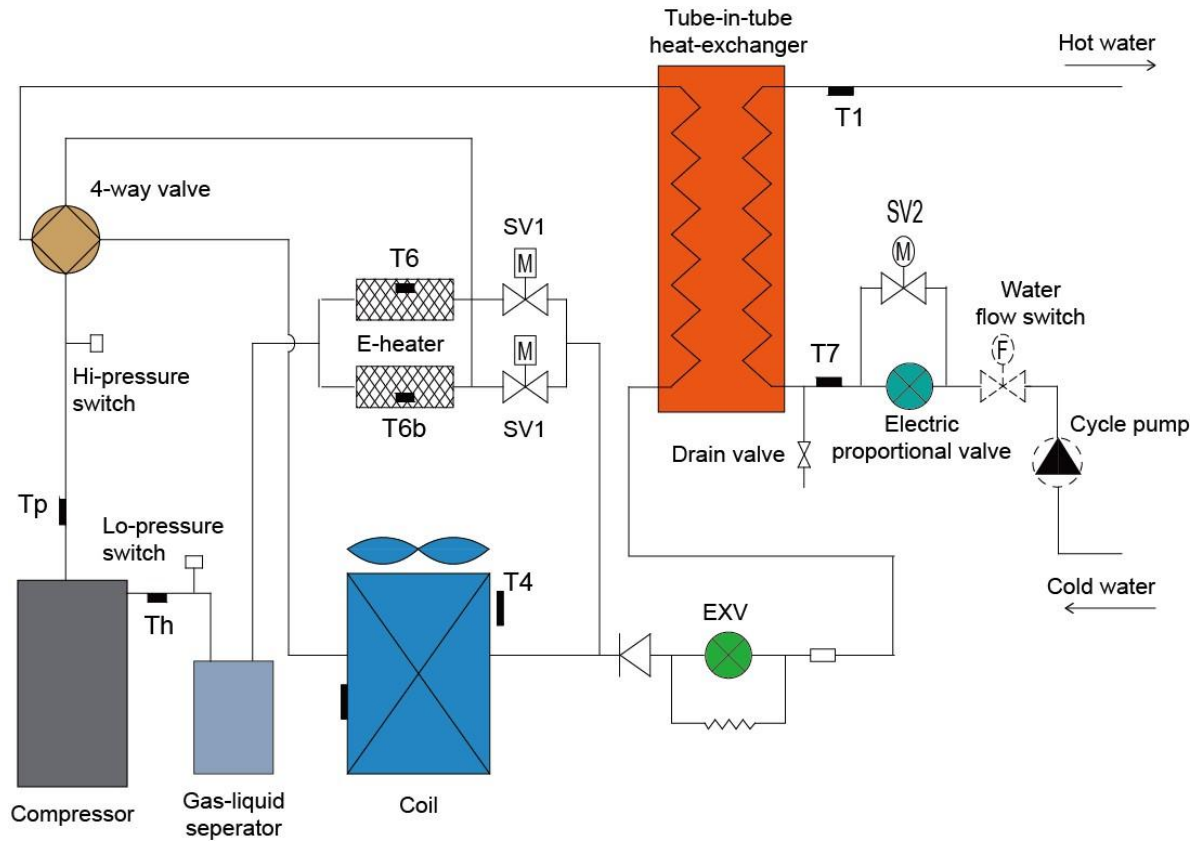 Tube-in-tube
heat-exchanger
Hot water
T1
4-way valve
SV1
SV2
M
M
T6
Water
flow switch
F
E-heater
M
T7
Hi-pressure
switch
T6b
SV1
Electric
proportional valve
Cycle pump
Drain valve
Tp
Lo-pressure
switch
T4
Th
EXV
Cold water
Compressor
Gas-liquid
seperator
Coil